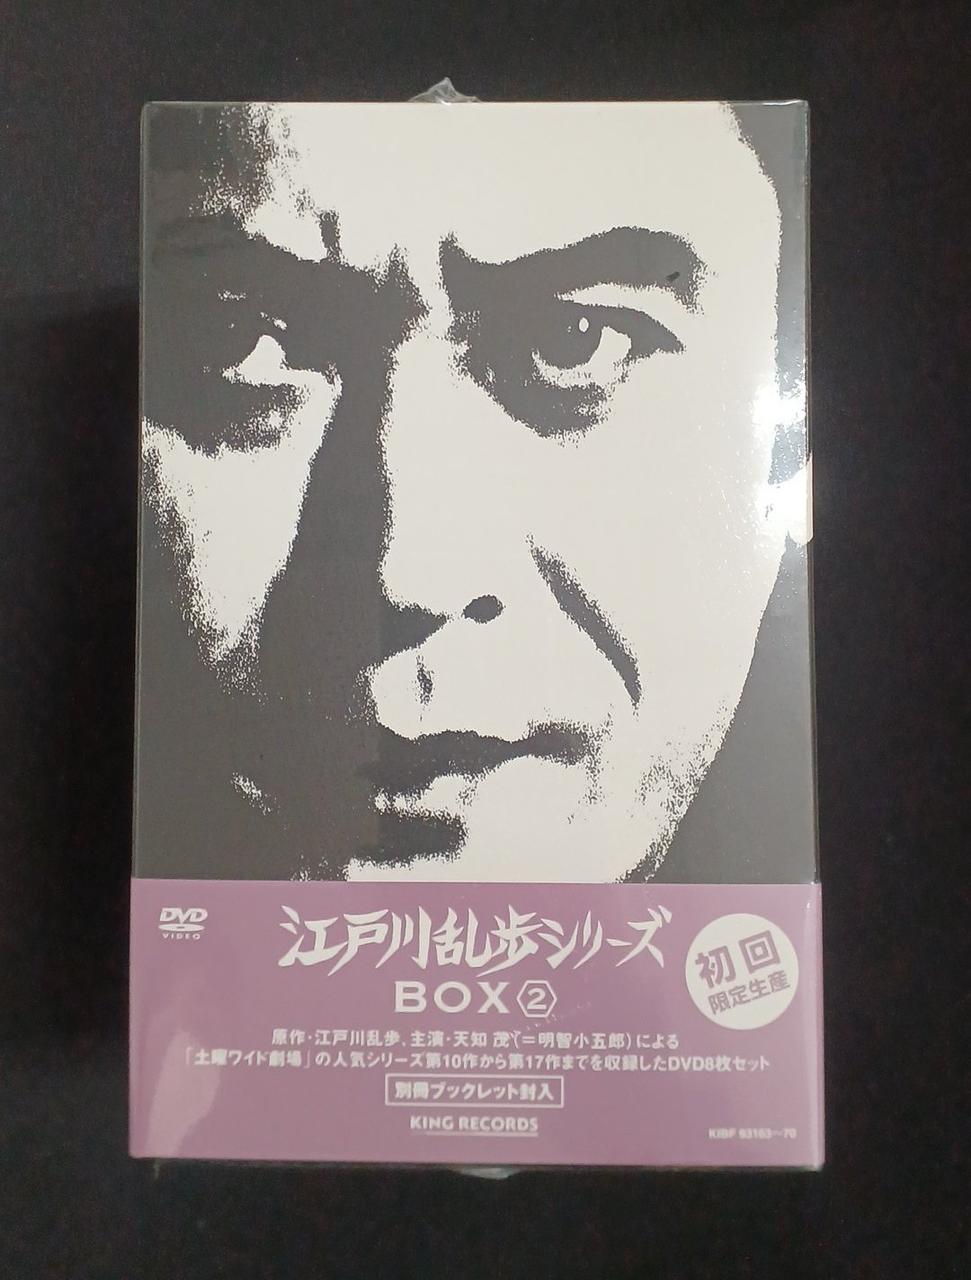 DVD
VIDEO
江戸川乱歩シリーズ
BOX 2
初回
限定生産
原作・江戸川乱歩、主演・天知 茂(=明智小五郎)による
「土曜ワイド劇場」の人気シリーズ第10作から第17作までを収録したDVD8枚セット
別冊ブックレット封入
KING RECORDS
KIBF 63163〜70